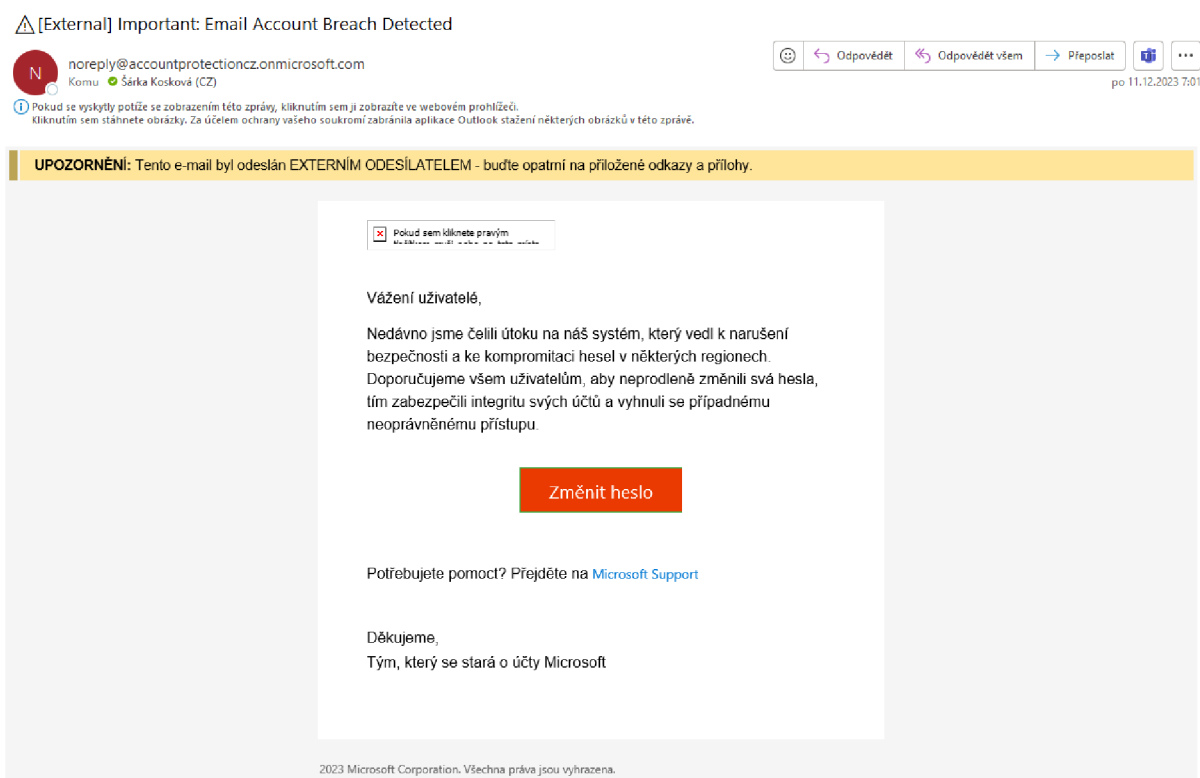 ⚠ [External] Important: Email Account Breach Detected
N
noreply@accountprotectioncz.onmicrosoft.com
Komu Šárka Kosková (CZ)
Odpovědět
Odpovědět všem
Přeposlat
po 11.12.2023 7:01
Pokud se vyskytly potíže se zobrazením této zprávy, kliknutím sem ji zobrazíte ve webovém prohlížeči.
Kliknutím sem stáhnete obrázky. Za účelem ochrany vašeho soukromí zabránila aplikace Outlook stažení některých obrázků v této zprávě.
UPOZORNĚNÍ: Tento e-mail byl odeslán EXTERNÍM ODESÍLATELEM - buďte opatrní na přiložené odkazy a přílohy.
Pokud sem kliknete pravým
Vážení uživatelé,
Nedávno jsme čelili útoku na náš systém, který vedl k narušení
bezpečnosti a ke kompromitaci hesel v některých regionech.
Doporučujeme všem uživatelům, aby neprodleně změnili svá hesla,
tím zabezpečili integritu svých účtů a vyhnuli se případnému
neoprávněnému přístupu.
Změnit heslo
Potřebujete pomoct? Přejděte na Microsoft Support
Děkujeme,
Tým, který se stará o účty Microsoft
2023 Microsoft Corporation. Všechna práva jsou vyhrazena.